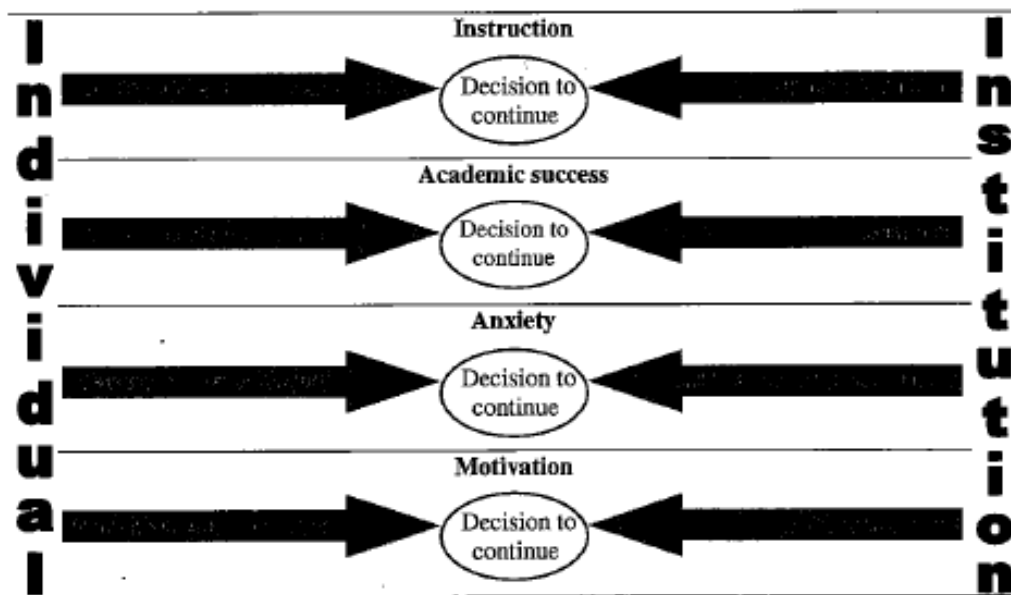 Individual
Instruction
Decision to
continue
Academic success
Decision to
continue
Anxiety
Decision to
continue
Motivation
Decision to
continue
Institution